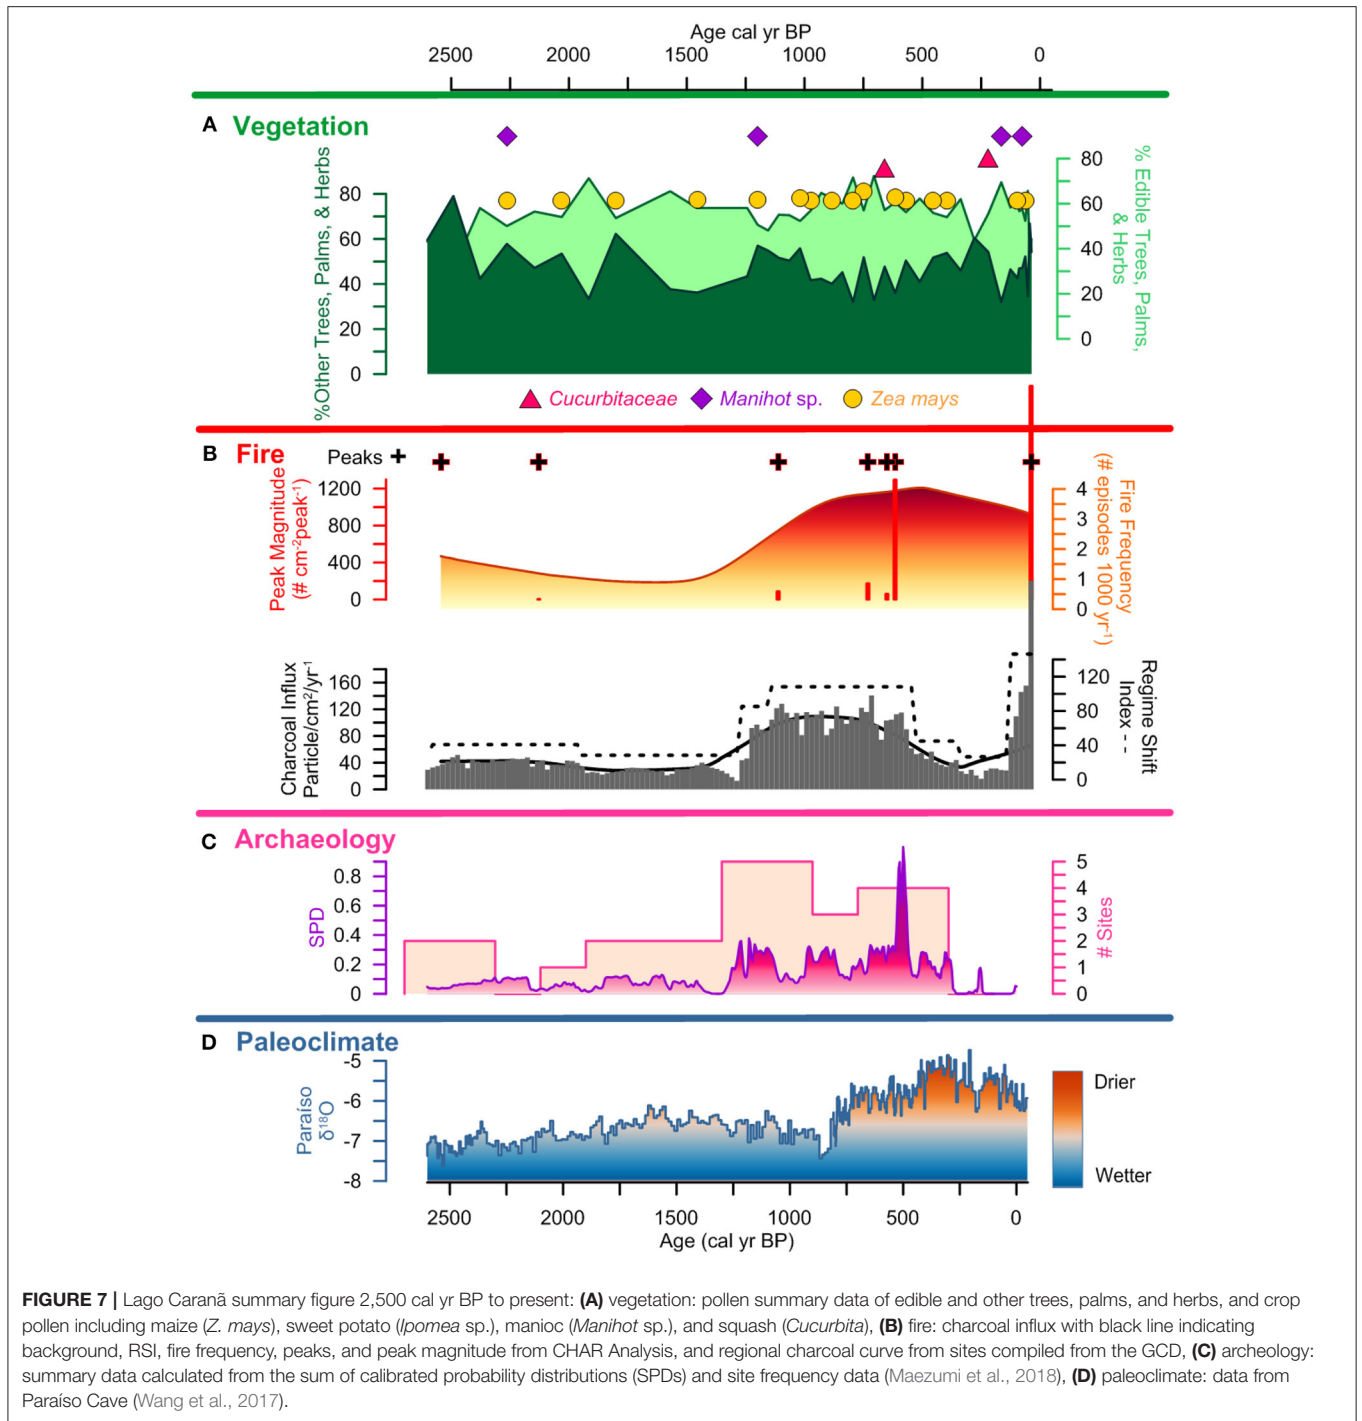 Age cal yr BP
2500 2000 1500 1000 500 0
A Vegetation
%Other Trees, Palms, & Herbs
80
60
40
20
0
80
60
40
20
0
% Edible Trees, Palms,
& Herbs
Cucurbitaceae Manihot sp. Zea mays
B Fire
Peaks +
Peak Magnitude
(# cm-2peak-1)
1200
800
400
0
4
3
2
1
0
Fire Frequency
(# episodes 1000 yr-1)
Charcoal Influx
Particle/cm2/yr-1
160
120
80
40
0
120
80
40
0
Regime Shift
Index - -
C Archaeology
SPD
0.8
0.6
0.4
0.2
0
5
4
3
2
1
0
# Sites
D Paleoclimate
Paraíso
δ18O
-5
-6
-7
-8
Drier
Wetter
2500 2000 1500 1000 500 0
Age (cal yr BP)
FIGURE 7 | Lago Caranã summary figure 2,500 cal yr BP to present: (A) vegetation: pollen summary data of edible and other trees, palms, and herbs, and crop
pollen including maize (Z. mays), sweet potato (Ipomea sp.), manioc (Manihot sp.), and squash (Cucurbita), (B) fire: charcoal influx with black line indicating
background, RSI, fire frequency, peaks, and peak magnitude from CHAR Analysis, and regional charcoal curve from sites compiled from the GCD, (C) archeology:
summary data calculated from the sum of calibrated probability distributions (SPDs) and site frequency data (Maezumi et al., 2018), (D) paleoclimate: data from
Paraíso Cave (Wang et al., 2017).